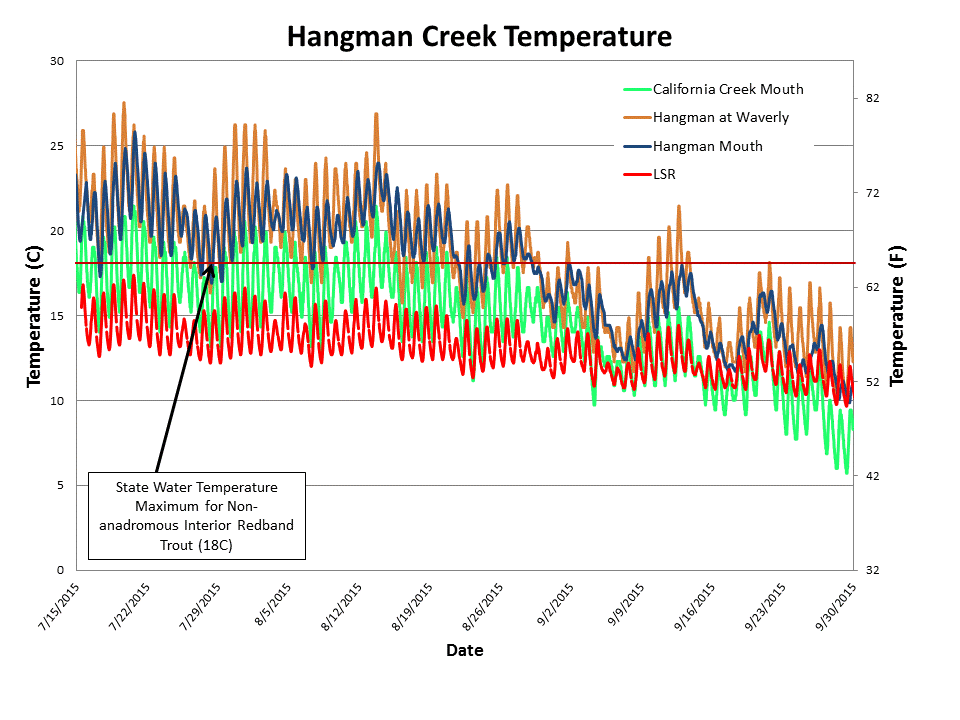 Hangman Creek Temperature
30
25
20
15
10
5
0
Temperature (C)
82
72
62
52
42
32
Temperature (F)
California Creek Mouth
Hangman at Waverly
Hangman Mouth
LSR
State Water Temperature
Maximum for Non-
anadromous Interior Redband
Trout (18C)
7/15/2015
7/22/2015
7/29/2015
8/5/2015
8/12/2015
8/19/2015
8/26/2015
9/2/2015
9/9/2015
9/16/2015
9/23/2015
9/30/2015
Date